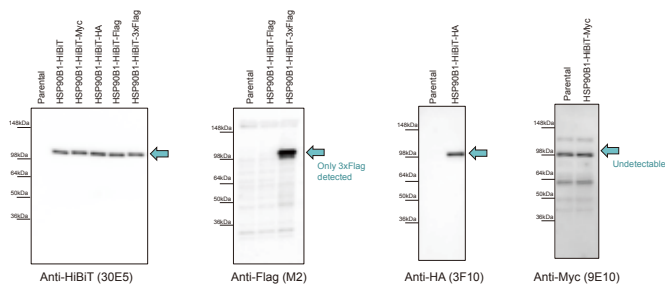 Parental
HSP90B1-HiBiT
HSP90B1-HiBiT-Myc
HSP90B1-HiBiT-HA
HSP90B1-HiBiT-Flag
HSP90B1-HiBiT-3xFlag
148kDa
98kDa
64kDa
50kDa
36kDa
Anti-HiBiT (30E5)
Parental
HSP90B1-HiBiT-Flag
HSP90B1-HiBiT-3xFlag
148kDa
98kDa
64kDa
50kDa
36kDa
Only 3xFlag
detected
Anti-Flag (M2)
Parental
HSP90B1-HiBiT-HA
148kDa
98kDa
64kDa
50kDa
36kDa
Anti-HA (3F10)
Parental
HSP90B1-HiBiT-Myc
148kDa
98kDa
64kDa
50kDa
36kDa
Undetectable
Anti-Myc (9E10)